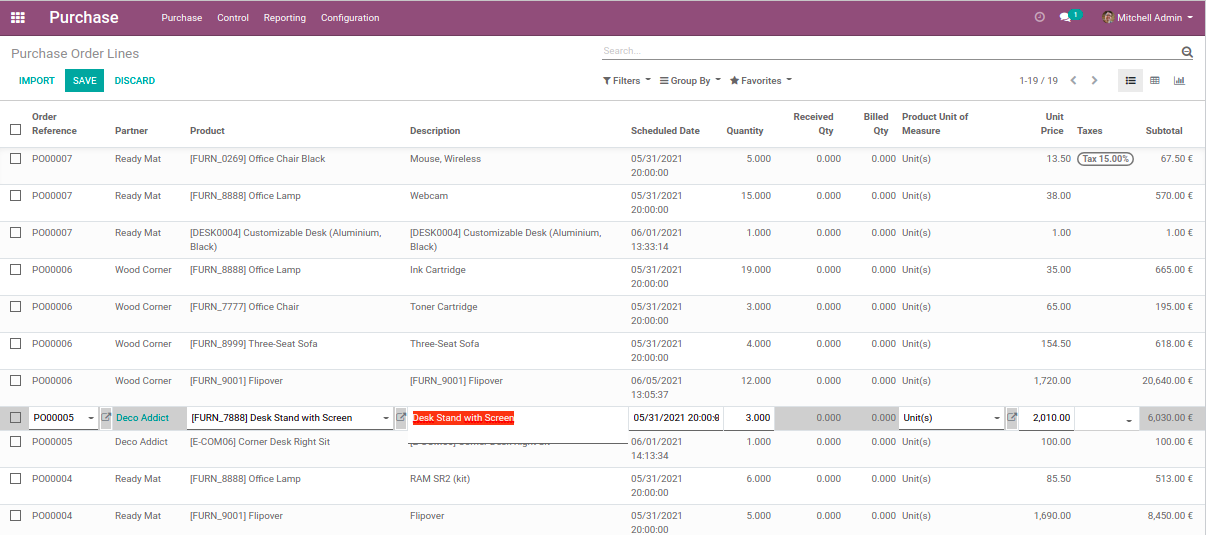 Purchase Purchase Control Reporting Configuration 1 Mitchell Admin
Purchase Order Lines Search...
IMPORT SAVE DISCARD Filters Group By Favorites 1-19 / 19
Order Reference Partner Product Description Scheduled Date Quantity Received Qty Billed Qty Product Unit of Measure Unit Price Taxes Subtotal
PO00007 Ready Mat [FURN_0269] Office Chair Black Mouse, Wireless 05/31/2021 20:00:00 5.000 0.000 0.000 Unit(s) 13.50 Tax 15.00% 67.50 €
PO00007 Ready Mat [FURN_8888] Office Lamp Webcam 05/31/2021 20:00:00 15.000 0.000 0.000 Unit(s) 38.00 570.00 €
PO00007 Ready Mat [DESK0004] Customizable Desk (Aluminium, Black) [DESK0004] Customizable Desk (Aluminium, Black) 06/01/2021 13:33:14 1.000 0.000 0.000 Unit(s) 1.00 1.00 €
PO00006 Wood Corner [FURN_8888] Office Lamp Ink Cartridge 05/31/2021 20:00:00 19.000 0.000 0.000 Unit(s) 35.00 665.00 €
PO00006 Wood Corner [FURN_7777] Office Chair Toner Cartridge 05/31/2021 20:00:00 3.000 0.000 0.000 Unit(s) 65.00 195.00 €
PO00006 Wood Corner [FURN_8999] Three-Seat Sofa Three-Seat Sofa 05/31/2021 20:00:00 4.000 0.000 0.000 Unit(s) 154.50 618.00 €
PO00006 Wood Corner [FURN_9001] Flipover [FURN_9001] Flipover 06/05/2021 13:05:37 12.000 0.000 0.000 Unit(s) 1,720.00 20,640.00 €
PO00005 Deco Addict [FURN_7888] Desk Stand with Screen Desk Stand with Screen 05/31/2021 20:00:0 3.000 0.000 0.000 Unit(s) 2,010.00 6,030.00 €
PO00005 Deco Addict [E-COM06] Corner Desk Right Sit 06/01/2021 14:13:34 1.000 0.000 0.000 Unit(s) 100.00 100.00 €
PO00004 Ready Mat [FURN_8888] Office Lamp RAM SR2 (kit) 05/31/2021 20:00:00 6.000 0.000 0.000 Unit(s) 85.50 513.00 €
PO00004 Ready Mat [FURN_9001] Flipover Flipover 05/31/2021 20:00:00 5.000 0.000 0.000 Unit(s) 1,690.00 8,450.00 €